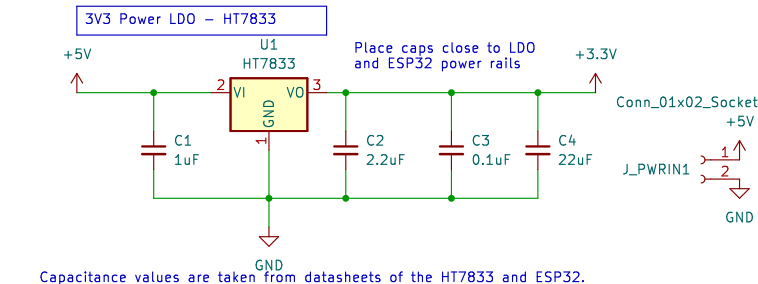 3V3 Power LDO - HT7833
+5V
U1
HT7833
Place caps close to LDO
and ESP32 power rails
+3.3V
2 VI VO 3
GND
1
C1
1uF
C2
2.2uF
C3
0.1uF
C4
22uF
GND
Conn_01x02_Socket
+5V
1
J_PWRIN1
2
GND
Capacitance values are taken from datasheets of the HT7833 and ESP32.